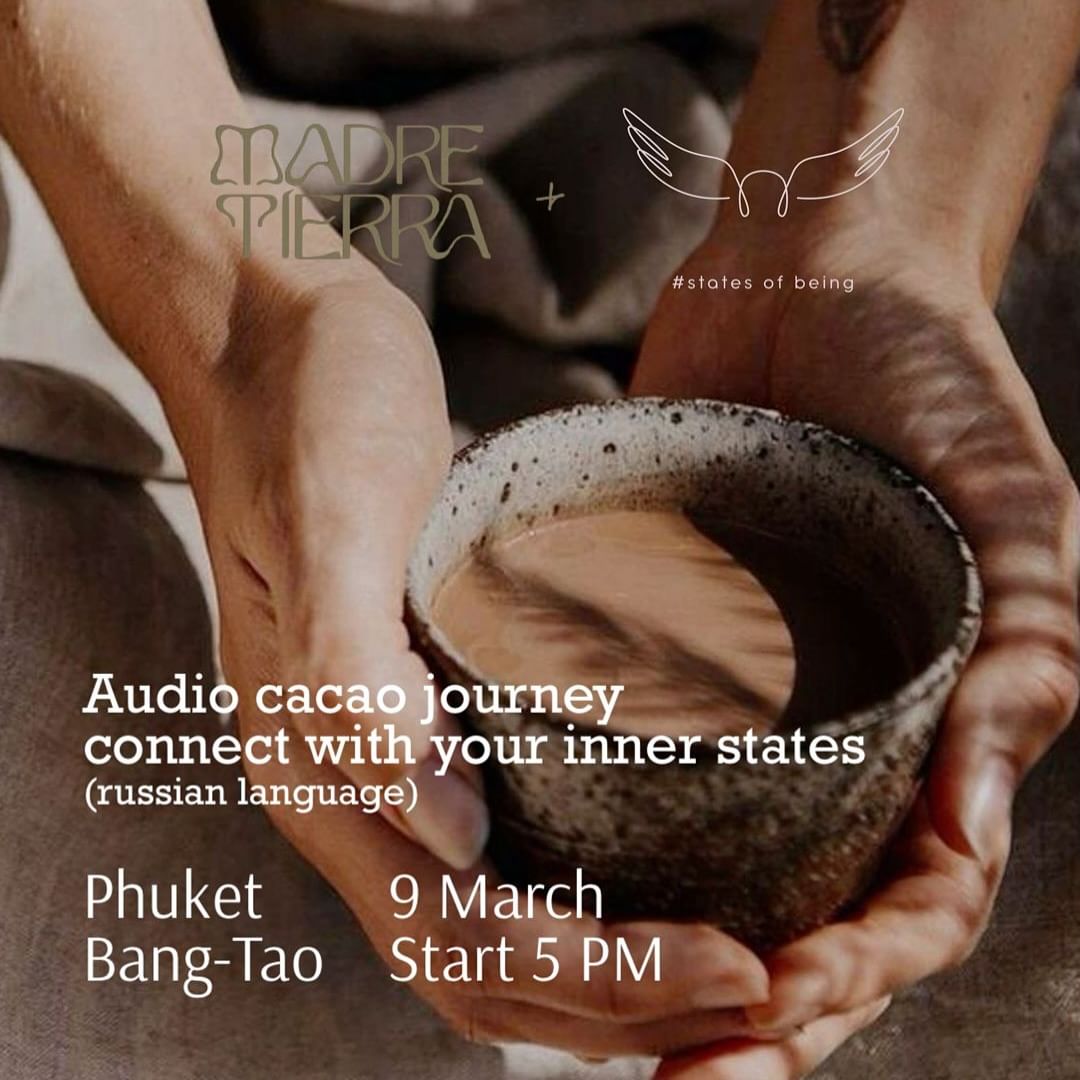 MADRE
TIERRA
+
#states of being
Audio cacao journey
connect with your inner states
(russian language)
Phuket 9 March
Bang-Tao Start 5 PM